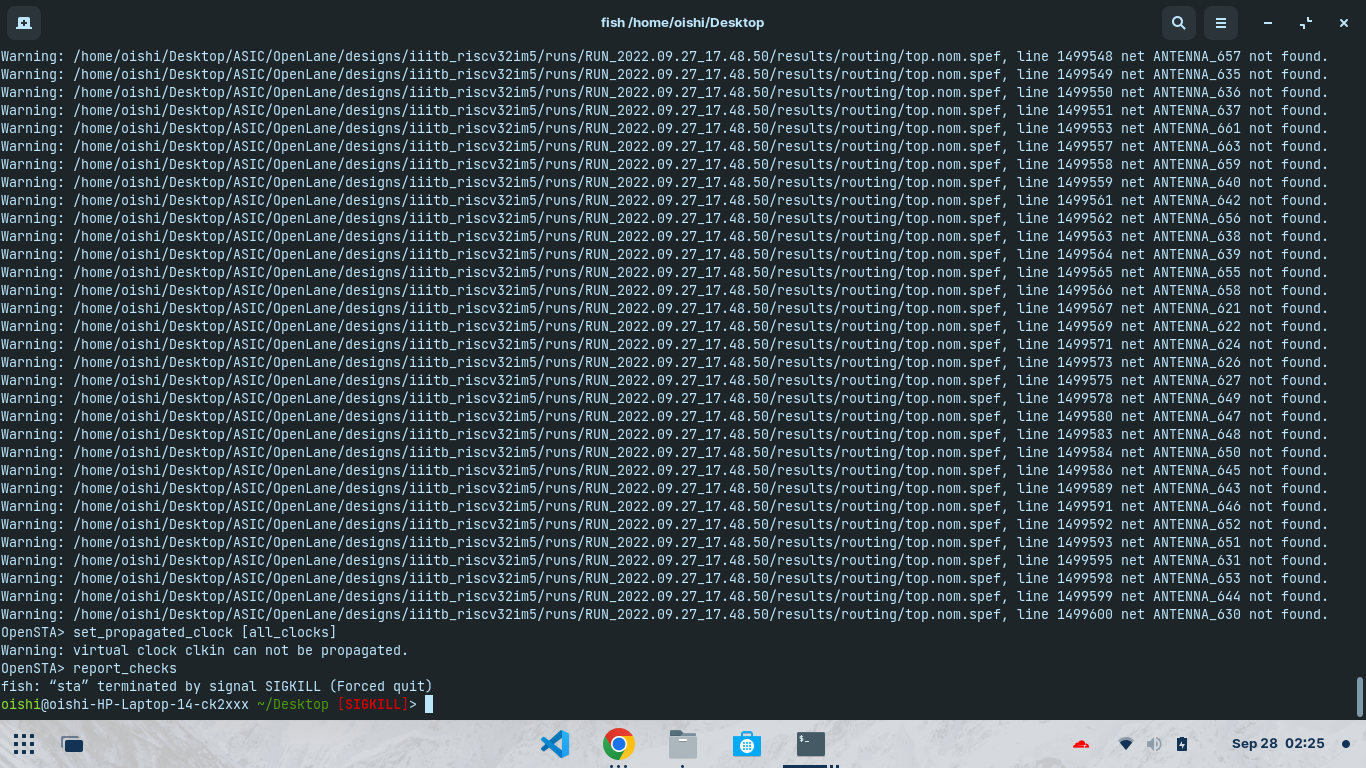 fish /home/oishi/Desktop
Warning: /home/oishi/Desktop/ASIC/OpenLane/designs/iiitb_riscv32im5/runs/RUN_2022.09.27_17.48.50/results/routing/top.nom.spef, line 1499548 net ANTENNA_657 not found.
Warning: /home/oishi/Desktop/ASIC/OpenLane/designs/iiitb_riscv32im5/runs/RUN_2022.09.27_17.48.50/results/routing/top.nom.spef, line 1499549 net ANTENNA_635 not found.
Warning: /home/oishi/Desktop/ASIC/OpenLane/designs/iiitb_riscv32im5/runs/RUN_2022.09.27_17.48.50/results/routing/top.nom.spef, line 1499550 net ANTENNA_636 not found.
Warning: /home/oishi/Desktop/ASIC/OpenLane/designs/iiitb_riscv32im5/runs/RUN_2022.09.27_17.48.50/results/routing/top.nom.spef, line 1499551 net ANTENNA_637 not found.
Warning: /home/oishi/Desktop/ASIC/OpenLane/designs/iiitb_riscv32im5/runs/RUN_2022.09.27_17.48.50/results/routing/top.nom.spef, line 1499553 net ANTENNA_661 not found.
Warning: /home/oishi/Desktop/ASIC/OpenLane/designs/iiitb_riscv32im5/runs/RUN_2022.09.27_17.48.50/results/routing/top.nom.spef, line 1499557 net ANTENNA_663 not found.
Warning: /home/oishi/Desktop/ASIC/OpenLane/designs/iiitb_riscv32im5/runs/RUN_2022.09.27_17.48.50/results/routing/top.nom.spef, line 1499558 net ANTENNA_659 not found.
Warning: /home/oishi/Desktop/ASIC/OpenLane/designs/iiitb_riscv32im5/runs/RUN_2022.09.27_17.48.50/results/routing/top.nom.spef, line 1499559 net ANTENNA_640 not found.
Warning: /home/oishi/Desktop/ASIC/OpenLane/designs/iiitb_riscv32im5/runs/RUN_2022.09.27_17.48.50/results/routing/top.nom.spef, line 1499561 net ANTENNA_642 not found.
Warning: /home/oishi/Desktop/ASIC/OpenLane/designs/iiitb_riscv32im5/runs/RUN_2022.09.27_17.48.50/results/routing/top.nom.spef, line 1499562 net ANTENNA_656 not found.
Warning: /home/oishi/Desktop/ASIC/OpenLane/designs/iiitb_riscv32im5/runs/RUN_2022.09.27_17.48.50/results/routing/top.nom.spef, line 1499563 net ANTENNA_638 not found.
Warning: /home/oishi/Desktop/ASIC/OpenLane/designs/iiitb_riscv32im5/runs/RUN_2022.09.27_17.48.50/results/routing/top.nom.spef, line 1499564 net ANTENNA_639 not found.
Warning: /home/oishi/Desktop/ASIC/OpenLane/designs/iiitb_riscv32im5/runs/RUN_2022.09.27_17.48.50/results/routing/top.nom.spef, line 1499565 net ANTENNA_655 not found.
Warning: /home/oishi/Desktop/ASIC/OpenLane/designs/iiitb_riscv32im5/runs/RUN_2022.09.27_17.48.50/results/routing/top.nom.spef, line 1499566 net ANTENNA_658 not found.
Warning: /home/oishi/Desktop/ASIC/OpenLane/designs/iiitb_riscv32im5/runs/RUN_2022.09.27_17.48.50/results/routing/top.nom.spef, line 1499567 net ANTENNA_621 not found.
Warning: /home/oishi/Desktop/ASIC/OpenLane/designs/iiitb_riscv32im5/runs/RUN_2022.09.27_17.48.50/results/routing/top.nom.spef, line 1499569 net ANTENNA_622 not found.
Warning: /home/oishi/Desktop/ASIC/OpenLane/designs/iiitb_riscv32im5/runs/RUN_2022.09.27_17.48.50/results/routing/top.nom.spef, line 1499571 net ANTENNA_624 not found.
Warning: /home/oishi/Desktop/ASIC/OpenLane/designs/iiitb_riscv32im5/runs/RUN_2022.09.27_17.48.50/results/routing/top.nom.spef, line 1499573 net ANTENNA_626 not found.
Warning: /home/oishi/Desktop/ASIC/OpenLane/designs/iiitb_riscv32im5/runs/RUN_2022.09.27_17.48.50/results/routing/top.nom.spef, line 1499575 net ANTENNA_627 not found.
Warning: /home/oishi/Desktop/ASIC/OpenLane/designs/iiitb_riscv32im5/runs/RUN_2022.09.27_17.48.50/results/routing/top.nom.spef, line 1499578 net ANTENNA_649 not found.
Warning: /home/oishi/Desktop/ASIC/OpenLane/designs/iiitb_riscv32im5/runs/RUN_2022.09.27_17.48.50/results/routing/top.nom.spef, line 1499580 net ANTENNA_647 not found.
Warning: /home/oishi/Desktop/ASIC/OpenLane/designs/iiitb_riscv32im5/runs/RUN_2022.09.27_17.48.50/results/routing/top.nom.spef, line 1499583 net ANTENNA_648 not found.
Warning: /home/oishi/Desktop/ASIC/OpenLane/designs/iiitb_riscv32im5/runs/RUN_2022.09.27_17.48.50/results/routing/top.nom.spef, line 1499584 net ANTENNA_650 not found.
Warning: /home/oishi/Desktop/ASIC/OpenLane/designs/iiitb_riscv32im5/runs/RUN_2022.09.27_17.48.50/results/routing/top.nom.spef, line 1499586 net ANTENNA_645 not found.
Warning: /home/oishi/Desktop/ASIC/OpenLane/designs/iiitb_riscv32im5/runs/RUN_2022.09.27_17.48.50/results/routing/top.nom.spef, line 1499589 net ANTENNA_643 not found.
Warning: /home/oishi/Desktop/ASIC/OpenLane/designs/iiitb_riscv32im5/runs/RUN_2022.09.27_17.48.50/results/routing/top.nom.spef, line 1499591 net ANTENNA_646 not found.
Warning: /home/oishi/Desktop/ASIC/OpenLane/designs/iiitb_riscv32im5/runs/RUN_2022.09.27_17.48.50/results/routing/top.nom.spef, line 1499592 net ANTENNA_652 not found.
Warning: /home/oishi/Desktop/ASIC/OpenLane/designs/iiitb_riscv32im5/runs/RUN_2022.09.27_17.48.50/results/routing/top.nom.spef, line 1499593 net ANTENNA_651 not found.
Warning: /home/oishi/Desktop/ASIC/OpenLane/designs/iiitb_riscv32im5/runs/RUN_2022.09.27_17.48.50/results/routing/top.nom.spef, line 1499595 net ANTENNA_631 not found.
Warning: /home/oishi/Desktop/ASIC/OpenLane/designs/iiitb_riscv32im5/runs/RUN_2022.09.27_17.48.50/results/routing/top.nom.spef, line 1499598 net ANTENNA_653 not found.
Warning: /home/oishi/Desktop/ASIC/OpenLane/designs/iiitb_riscv32im5/runs/RUN_2022.09.27_17.48.50/results/routing/top.nom.spef, line 1499599 net ANTENNA_644 not found.
Warning: /home/oishi/Desktop/ASIC/OpenLane/designs/iiitb_riscv32im5/runs/RUN_2022.09.27_17.48.50/results/routing/top.nom.spef, line 1499600 net ANTENNA_630 not found.
OpenSTA> set_propagated_clock [all_clocks]
Warning: virtual clock clkin can not be propagated.
OpenSTA> report_checks
fish: “sta” terminated by signal SIGKILL (Forced quit)
oishi@oishi-HP-Laptop-14-ck2xxx ~/Desktop [SIGKILL]>
Sep 28 02:25